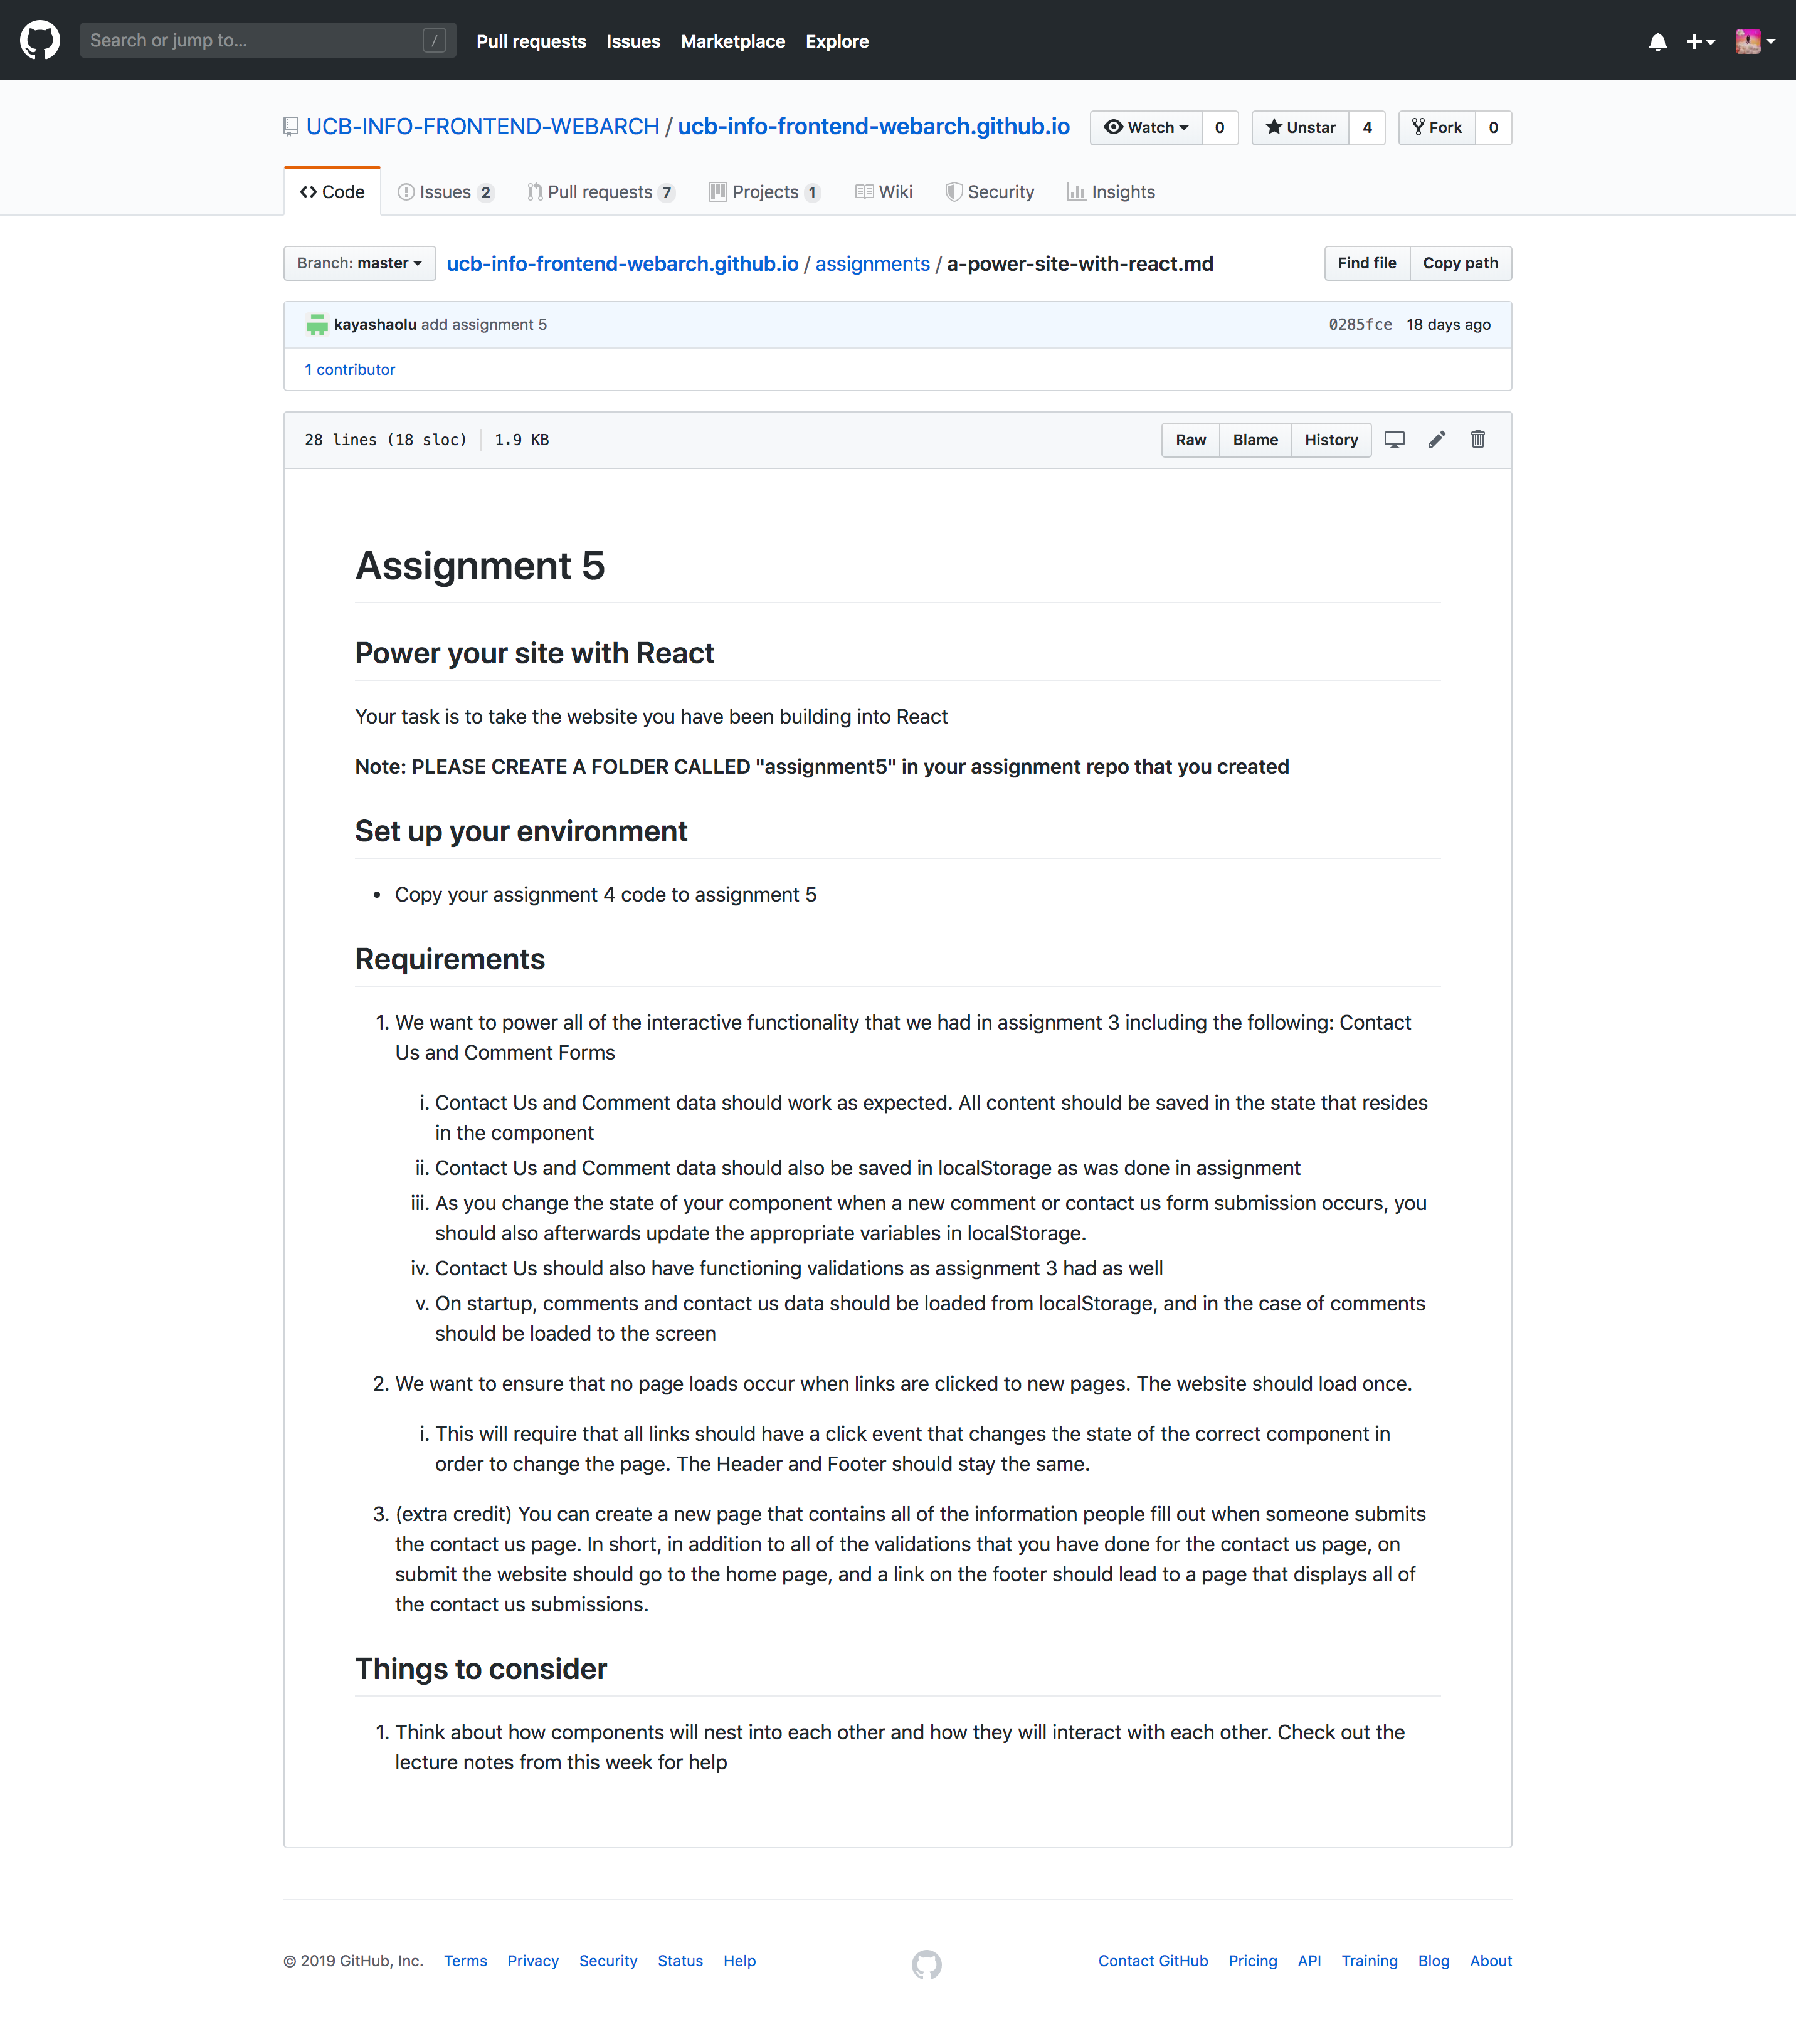 Search or jump to... /
Pull requests Issues Marketplace Explore
UCB-INFO-FRONTEND-WEBARCH / ucb-info-frontend-webarch.github.io
Watch 0 Unstar 4 Fork 0
Code Issues 2 Pull requests 7 Projects 1 Wiki Security Insights
Branch: master ucb-info-frontend-webarch.github.io / assignments / a-power-site-with-react.md Find file Copy path
kayashaolu add assignment 5 0285fce 18 days ago
1 contributor
28 lines (18 sloc) 1.9 KB Raw Blame History
Assignment 5
Power your site with React
Your task is to take the website you have been building into React
Note: PLEASE CREATE A FOLDER CALLED "assignment5" in your assignment repo that you created
Set up your environment
• Copy your assignment 4 code to assignment 5
Requirements
1. We want to power all of the interactive functionality that we had in assignment 3 including the following: Contact
Us and Comment Forms
i. Contact Us and Comment data should work as expected. All content should be saved in the state that resides
in the component
ii. Contact Us and Comment data should also be saved in localStorage as was done in assignment
iii. As you change the state of your component when a new comment or contact us form submission occurs, you
should also afterwards update the appropriate variables in localStorage.
iv. Contact Us should also have functioning validations as assignment 3 had as well
v. On startup, comments and contact us data should be loaded from localStorage, and in the case of comments
should be loaded to the screen
2. We want to ensure that no page loads occur when links are clicked to new pages. The website should load once.
i. This will require that all links should have a click event that changes the state of the correct component in
order to change the page. The Header and Footer should stay the same.
3. (extra credit) You can create a new page that contains all of the information people fill out when someone submits
the contact us page. In short, in addition to all of the validations that you have done for the contact us page, on
submit the website should go to the home page, and a link on the footer should lead to a page that displays all of
the contact us submissions.
Things to consider
1. Think about how components will nest into each other and how they will interact with each other. Check out the
lecture notes from this week for help
© 2019 GitHub, Inc. Terms Privacy Security Status Help Contact GitHub Pricing API Training Blog About